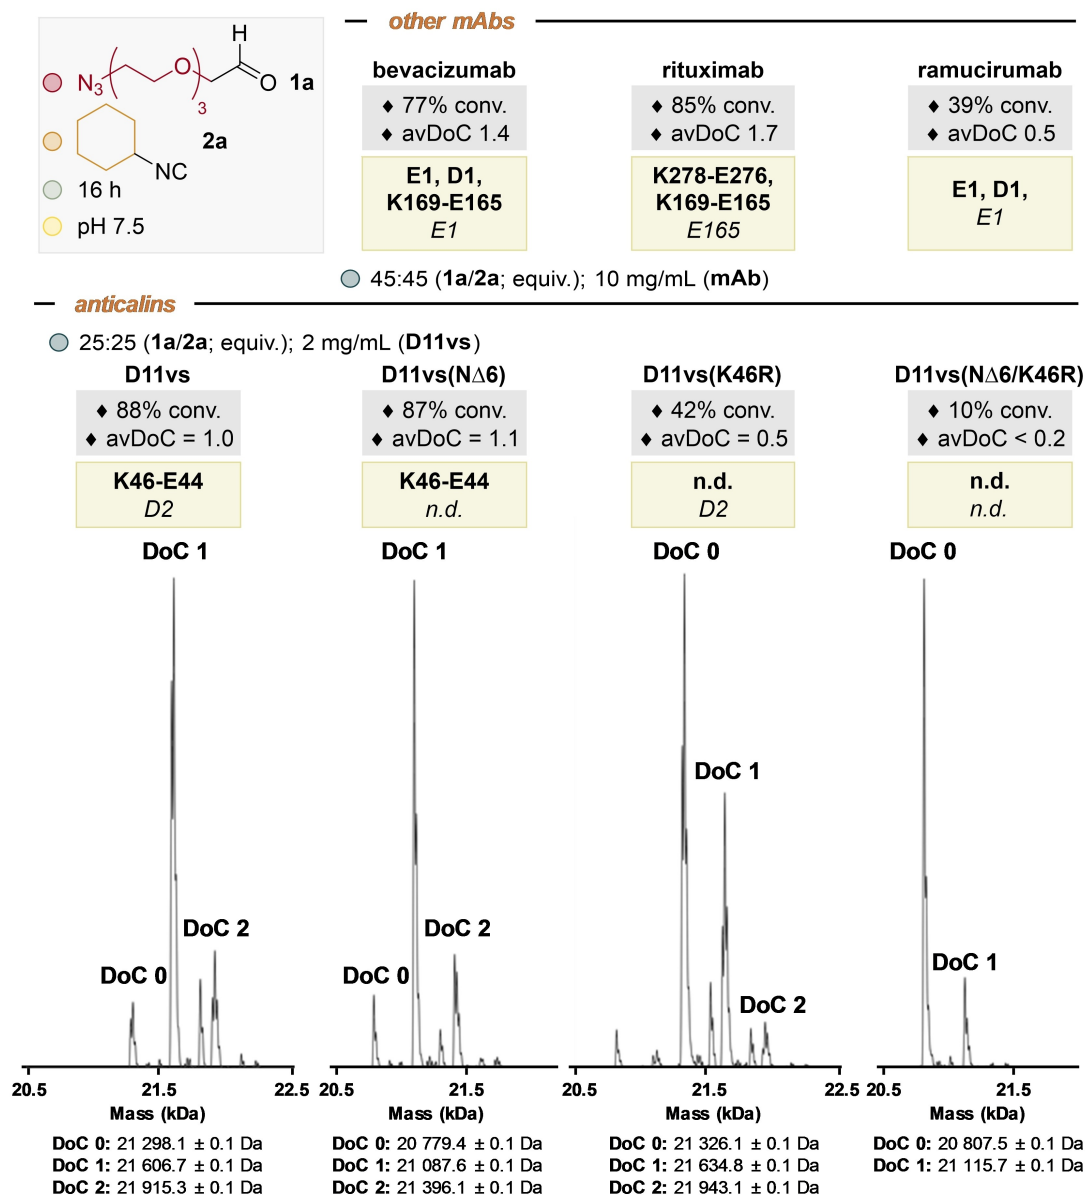 other mAbs
H
N3
O
3
O
1a
2a
NC
16 h
pH 7.5
bevacizumab
♦ 77% conv.
♦ avDoC 1.4
E1, D1,
K169-E165
E1
rituximab
♦ 85% conv.
♦ avDoC 1.7
K278-E276,
K169-E165
E165
ramucirumab
♦ 39% conv.
♦ avDoC 0.5
E1, D1,
E1
45:45 (1a/2a; equiv.); 10 mg/mL (mAb)
anticalins
25:25 (1a/2a; equiv.); 2 mg/mL (D11vs)
D11vs
♦ 88% conv.
♦ avDoC = 1.0
K46-E44
D2
D11vs(NΔ6)
♦ 87% conv.
♦ avDoC = 1.1
K46-E44
n.d.
D11vs(K46R)
♦ 42% conv.
♦ avDoC = 0.5
n.d.
D2
D11vs(NΔ6/K46R)
♦ 10% conv.
♦ avDoC < 0.2
n.d.
n.d.
DoC 1
DoC 2
DoC 0
20.5 21.5 22.5
Mass (kDa)
DoC 0: 21 298.1 ± 0.1 Da
DoC 1: 21 606.7 ± 0.1 Da
DoC 2: 21 915.3 ± 0.1 Da
DoC 1
DoC 2
DoC 0
20.5 21.5
Mass (kDa)
DoC 0: 20 779.4 ± 0.1 Da
DoC 1: 21 087.6 ± 0.1 Da
DoC 2: 21 396.1 ± 0.1 Da
DoC 0
DoC 1
DoC 2
20.5 21.5 22.5
Mass (kDa)
DoC 0: 21 326.1 ± 0.1 Da
DoC 1: 21 634.8 ± 0.1 Da
DoC 2: 21 943.1 ± 0.1 Da
DoC 0
DoC 1
20.5 21.5
Mass (kDa)
DoC 0: 20 807.5 ± 0.1 Da
DoC 1: 21 115.7 ± 0.1 Da